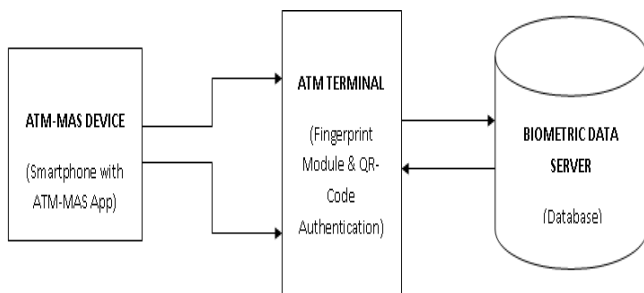 ATM-MAS DEVICE
(Smartphone with
ATM-MAS App)
ATM TERMINAL
(Fingerprint
Module & QR-
Code
Authentication)
BIOMETRIC DATA
SERVER
(Database)